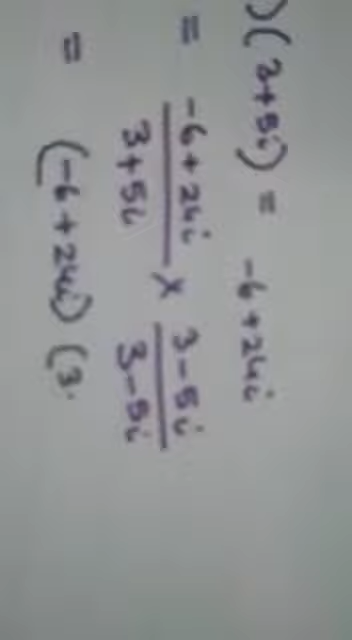 )(3+5i) = -6+24i
= -6+24i / 3+5i × 3-5i / 3-5i
= (-6+24i) (3-